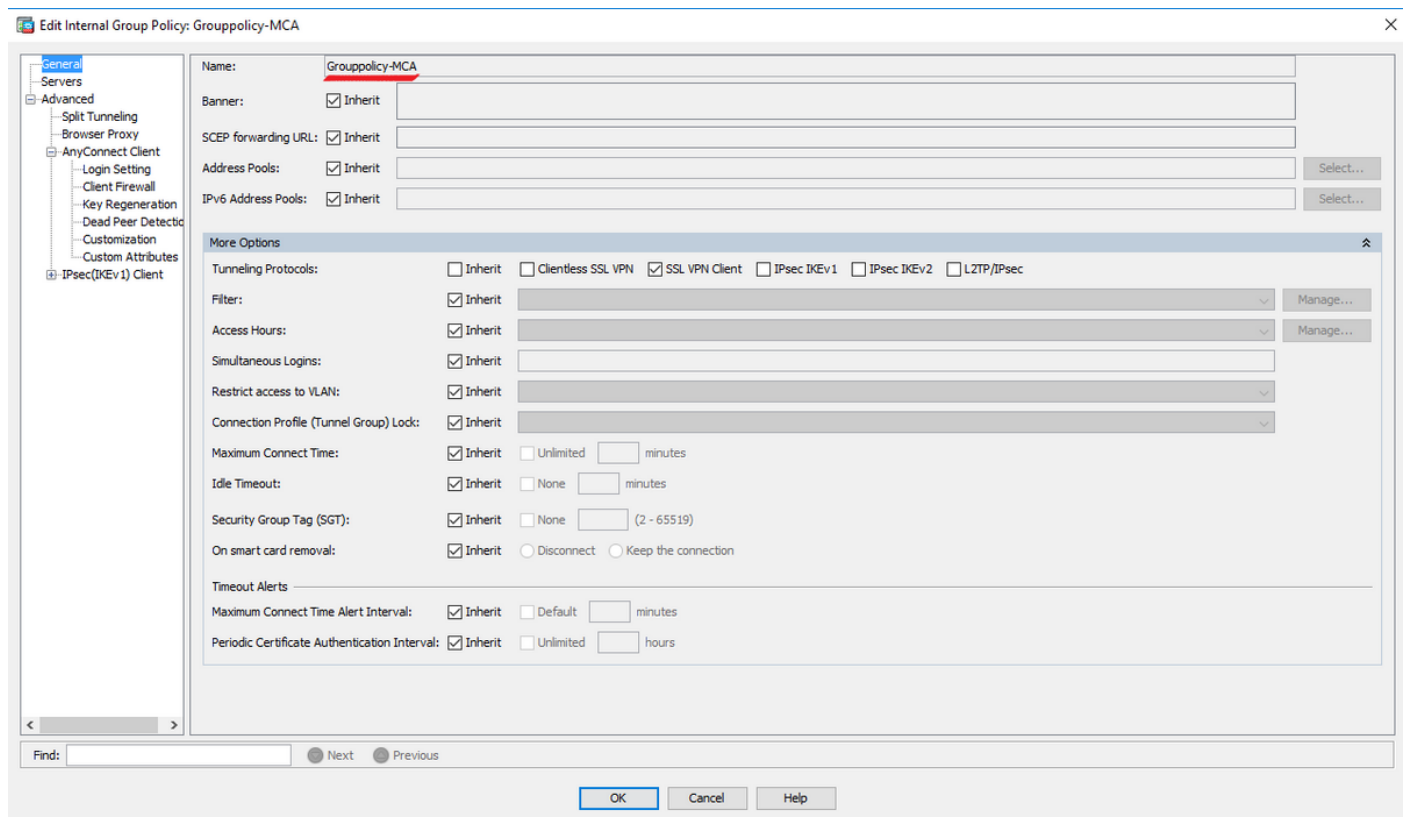 Edit Internal Group Policy: Grouppolicy-MCA
General
Servers
Advanced
Split Tunneling
Browser Proxy
AnyConnect Client
Login Setting
Client Firewall
Key Regeneration
Dead Peer Detectio
Customization
Custom Attributes
IPsec(IKEv1) Client
Name: Grouppolicy-MCA
Banner: Inherit
SCEP forwarding URL: Inherit
Address Pools: Inherit Select...
IPv6 Address Pools: Inherit Select...
More Options
Tunneling Protocols: Inherit Clientless SSL VPN SSL VPN Client IPsec IKEv1 IPsec IKEv2 L2TP/IPsec
Filter: Inherit Manage...
Access Hours: Inherit Manage...
Simultaneous Logins: Inherit
Restrict access to VLAN: Inherit
Connection Profile (Tunnel Group) Lock: Inherit
Maximum Connect Time: Inherit Unlimited minutes
Idle Timeout: Inherit None minutes
Security Group Tag (SGT): Inherit None (2 - 65519)
On smart card removal: Inherit Disconnect Keep the connection
Timeout Alerts
Maximum Connect Time Alert Interval: Inherit Default minutes
Periodic Certificate Authentication Interval: Inherit Unlimited hours
Find: Next Previous
OK Cancel Help